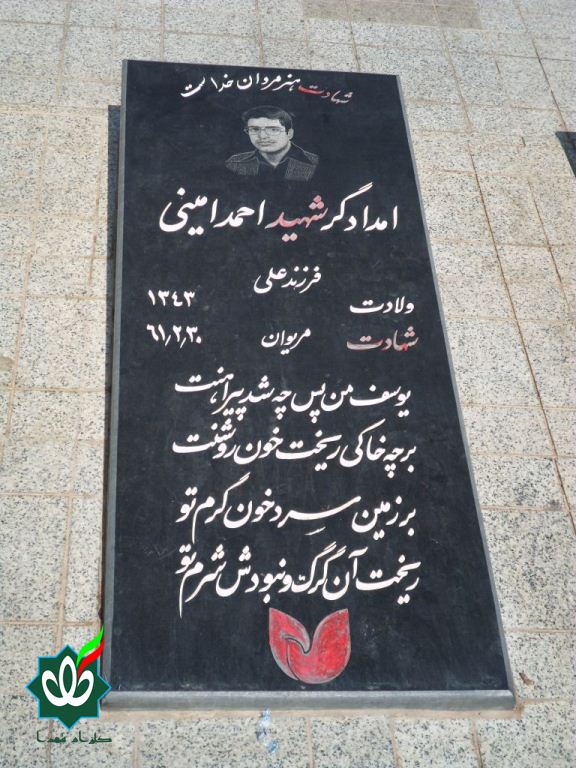 شهادت هنر مردان خداست
امدادگر شهید احمد امینی
فرزند علی
ولادت ۱۳۴۳
شهادت مریوان ۶۱٫۲٫۳۰
یوسف من پس چه شد پیراهنت
بر چه خاکی ریخت خون روشنت
بر زمین سرد خون گرم تو
ریخت آن گرگ و نبودش شرم تو
گلزار شهدا